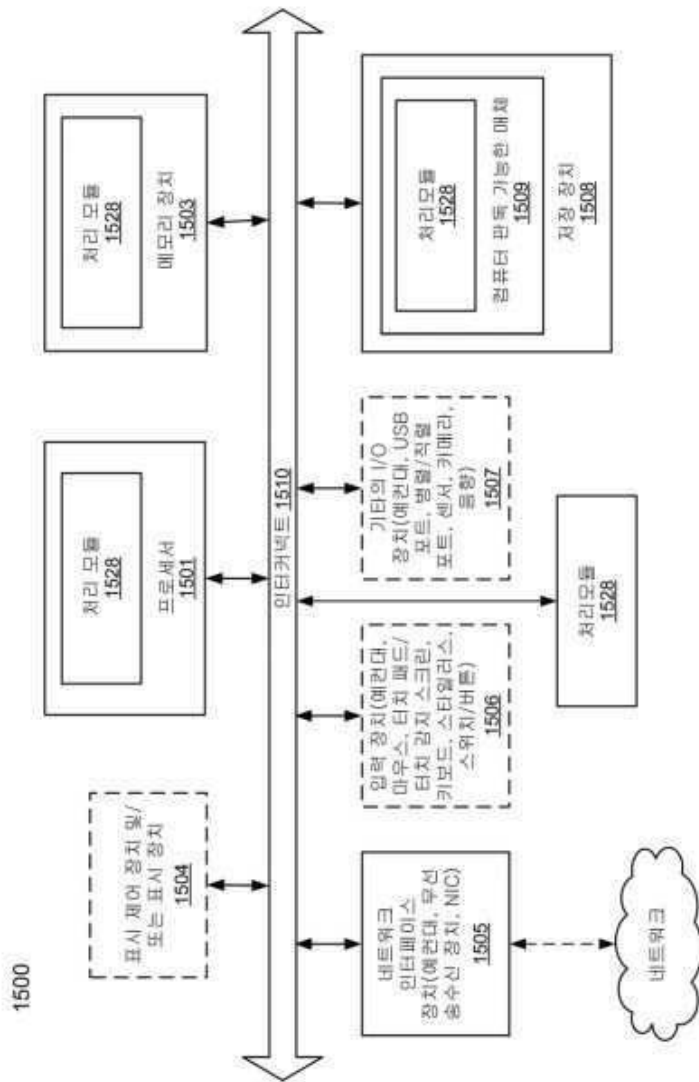 1500
표시 제어 장치 및/
또는 표시 장치
1504
처리 모듈
1528
프로세서
1501
처리 모듈
1528
메모리 장치
1503
인터커넥트 1510
네트워크
인터페이스
장치(예컨대, 무선
송수신 장치, NIC)
1505
입력 장치(예컨대,
마우스, 터치 패드/
터치 감지 스크린,
키보드, 스타일러스,
스위치/버튼)
1506
기타의 I/O
장치(예컨대, USB
포트, 병렬/직렬
포트, 센서, 카메라,
음향)
1507
처리모듈
1528
컴퓨터 판독 가능한 매체
1509
저장 장치
1508
네트워크
처리모듈
1528